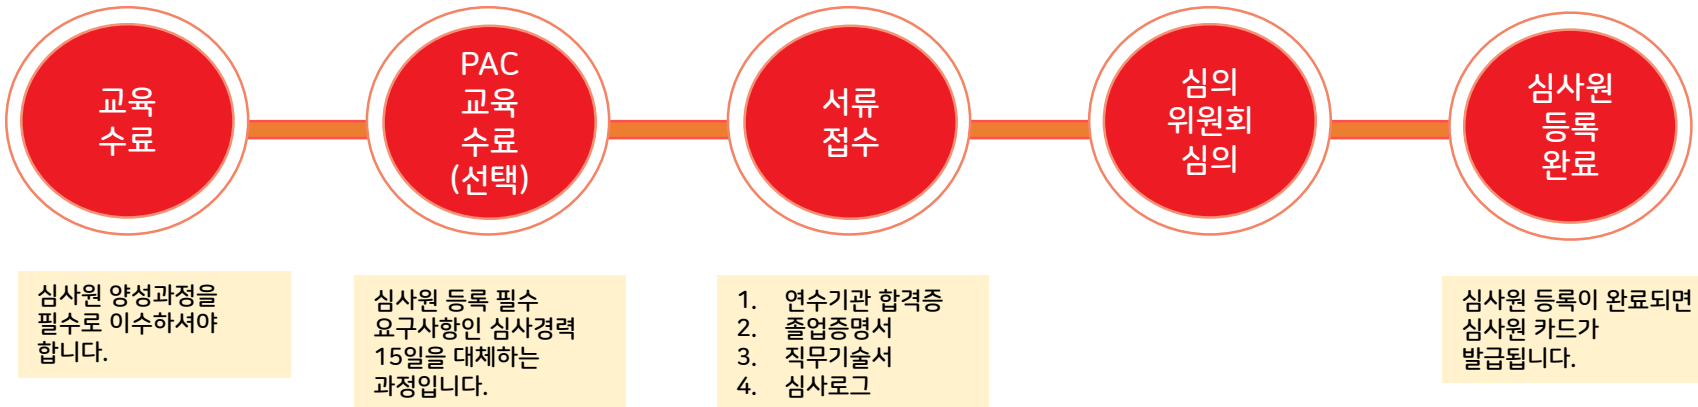 교육
수료
PAC
교육
수료
(선택)
서류
접수
심의
위원회
심의
심사원
등록
완료
심사원 양성과정을
필수로 이수하셔야
합니다.
심사원 등록 필수
요구사항인 심사경력
15일을 대체하는
과정입니다.
1. 연수기관 합격증
2. 졸업증명서
3. 직무기술서
4. 심사로그
심사원 등록이 완료되면
심사원 카드가
발급됩니다.